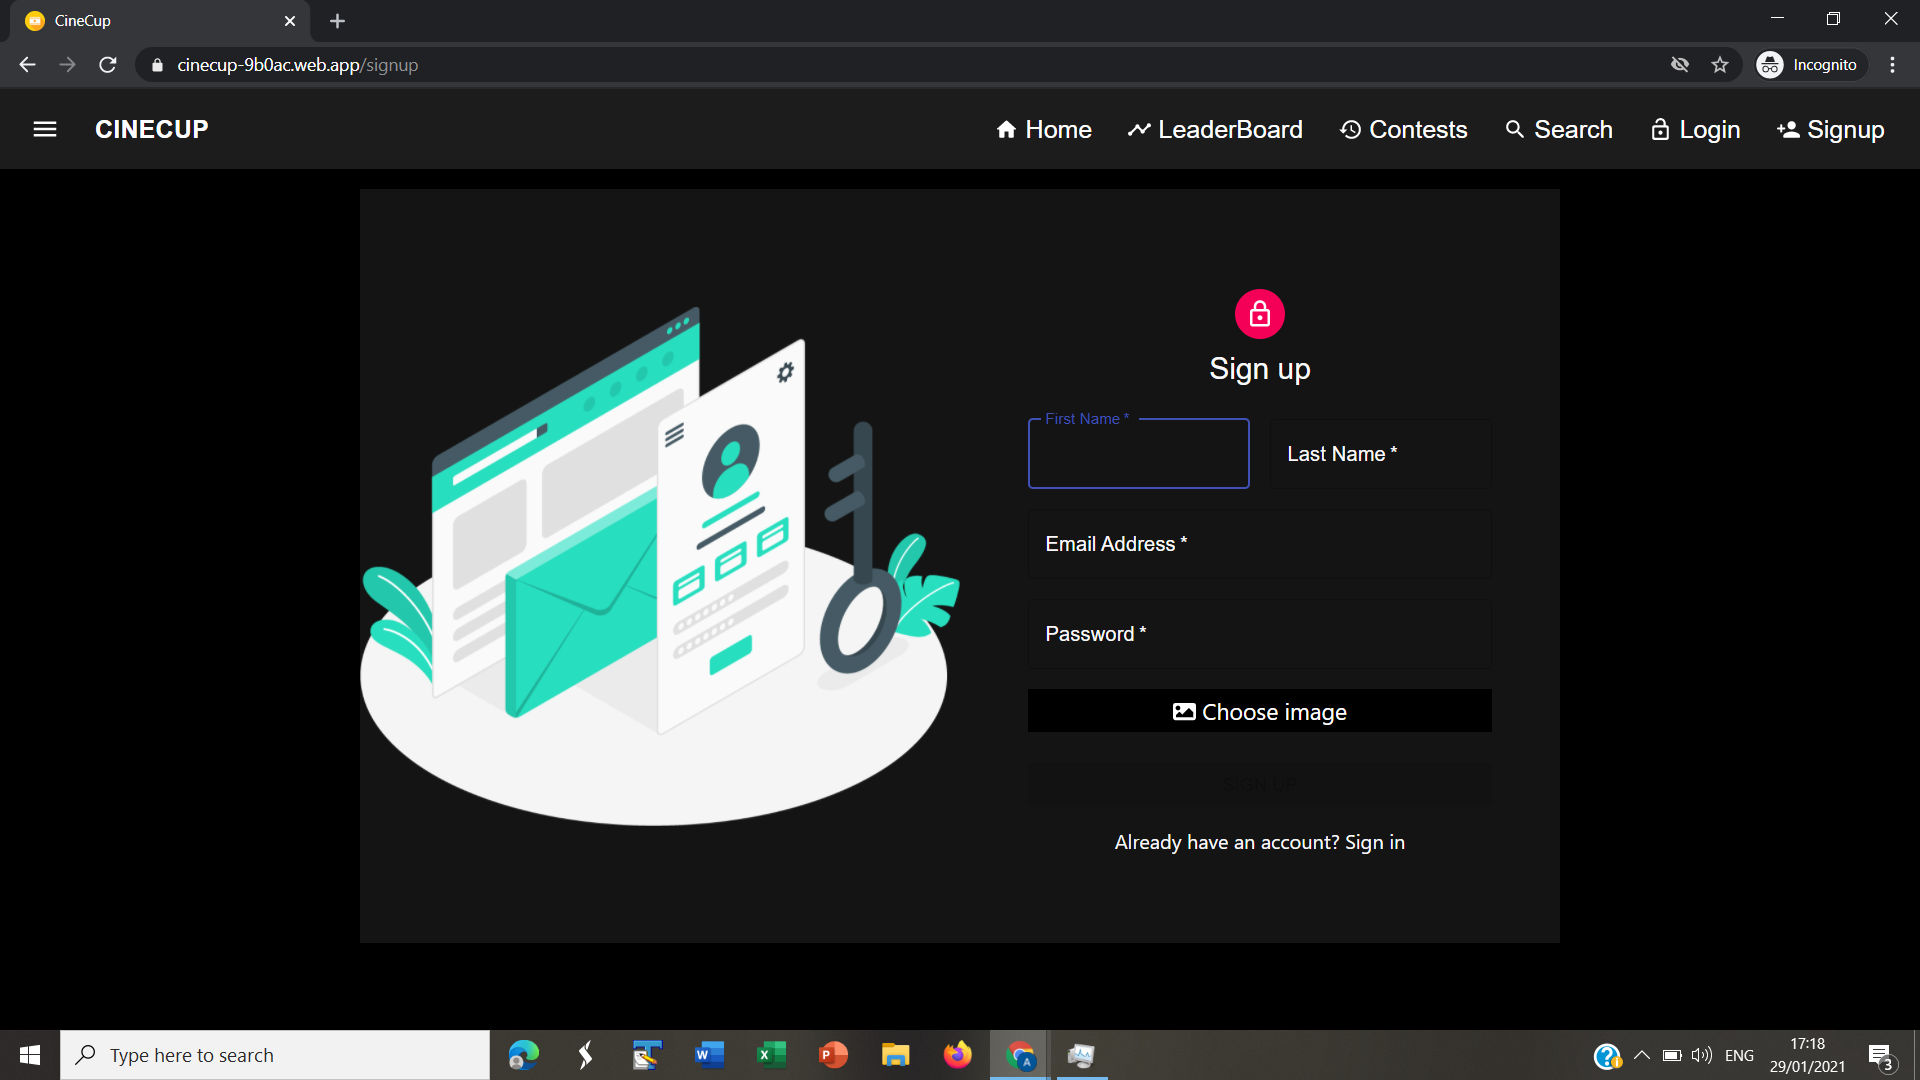 CineCup
cinecup-9b0ac.web.app/signup
Incognito
CINECUP
Home
LeaderBoard
Contests
Search
Login
Signup
Sign up
First Name *
Last Name *
Email Address *
Password *
Choose image
SIGN UP
Already have an account? Sign in
Type here to search
W
X
P
A
ENG
17:18
29/01/2021
3